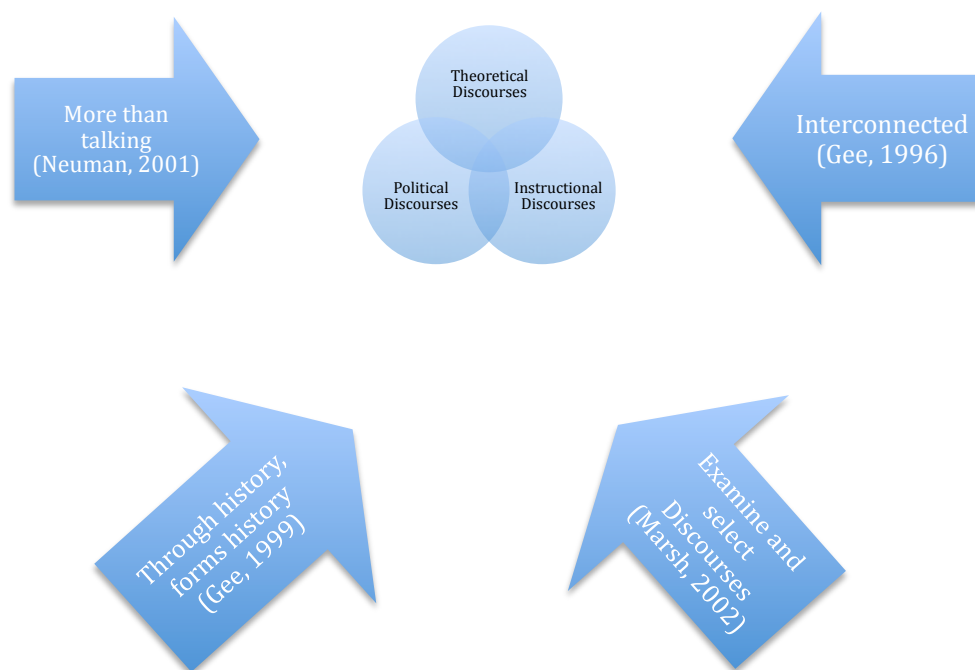 More than
talking
(Neuman, 2001)
Theoretical
Discourses
Political
Discourses
Instructional
Discourses
Interconnected
(Gee, 1996)
Through history,
forms history
(Gee, 1999)
Examine and
select
Discourses
(Marsh, 2002)